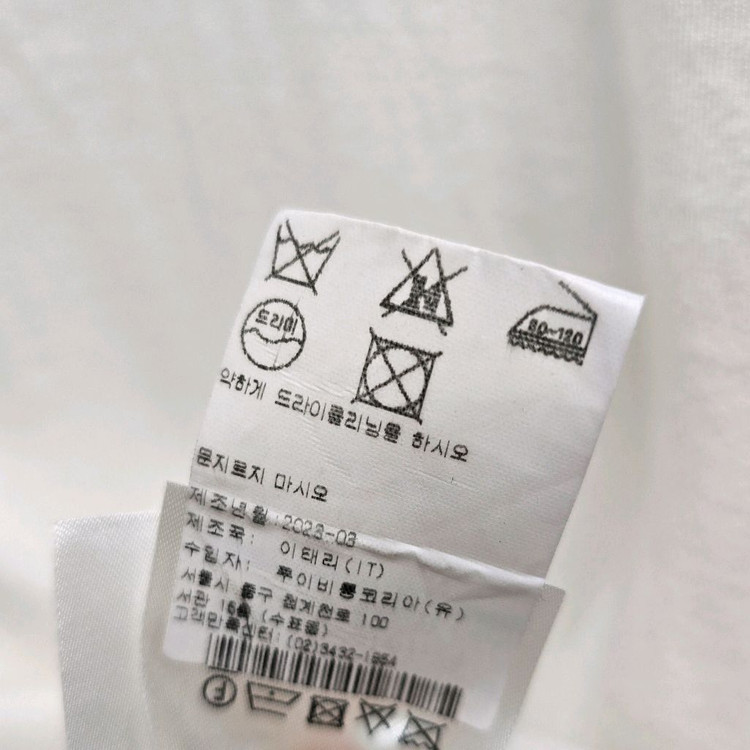 80~120
드라이
약하게 드라이클리닝을 하시오
문지르지 마시오
제조년월:2023-03
제조국: 이태리(IT)
수입자: 루이비통코리아(유)
서울시 중구 청계천로 100
서관 16층 (수표동)
고객만족센터: (02)3432-1854
F